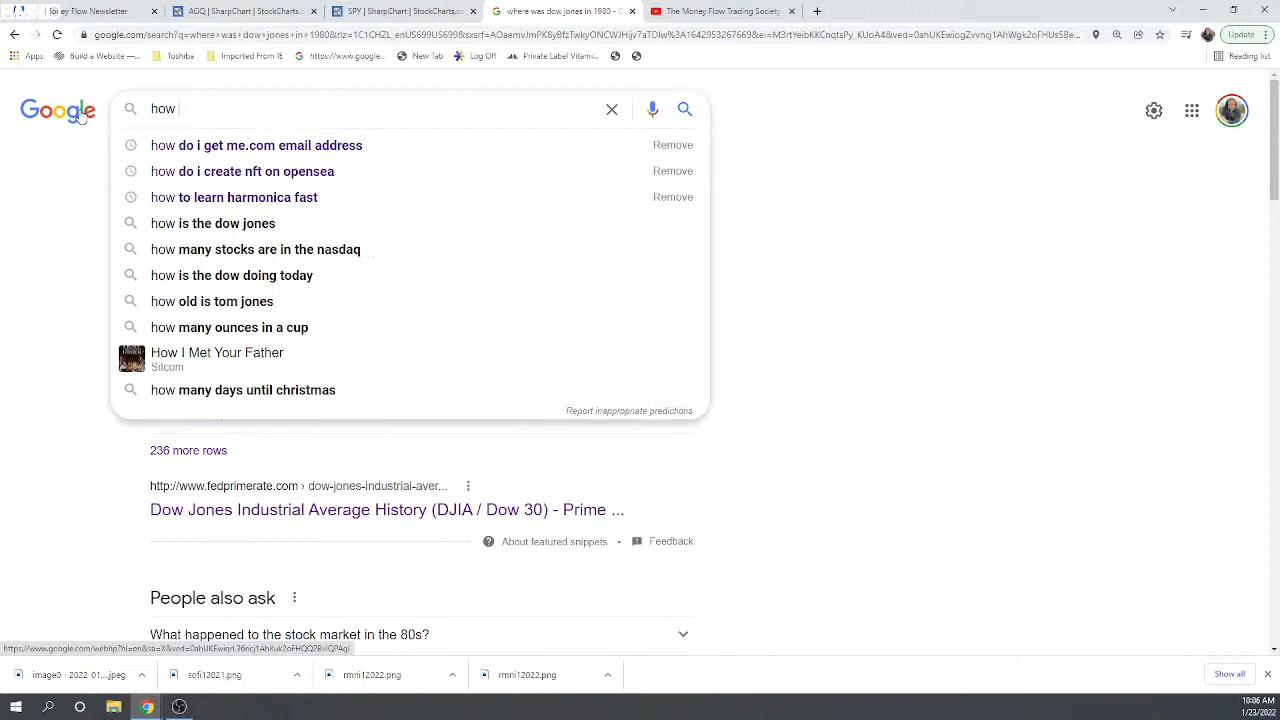 oney Flow Newsletter
AGQ | SharpChart | StockCharts.co
SPY | SharpChart | StockCharts.co
where was dow jones in 1980 - G
The Money Flow Trading Society
Update
Apps
Build a Website —...
Toshiba
Imported From IE
https://www.google...
New Tab
Log Off
Private Label Vitam...
Reading list
Google
how
how do i get me.com email address
Remove
how do i create nft on opensea
Remove
how to learn harmonica fast
Remove
how is the dow jones
how many stocks are in the nasdaq
how is the dow doing today
how old is tom jones
how many ounces in a cup
How I Met Your Father
Sitcom
how many days until christmas
Report inappropriate predictions
236 more rows
http://www.fedprimerate.com › dow-jones-industrial-aver...
Dow Jones Industrial Average History (DJIA / Dow 30) - Prime ...
About featured snippets
Feedback
People also ask
What happened to the stock market in the 80s?
image0 - 2022-01...jpeg
sofi12021.png
rmni12022.png
rmni12022.png
Show all
10:06 AM
1/23/2022